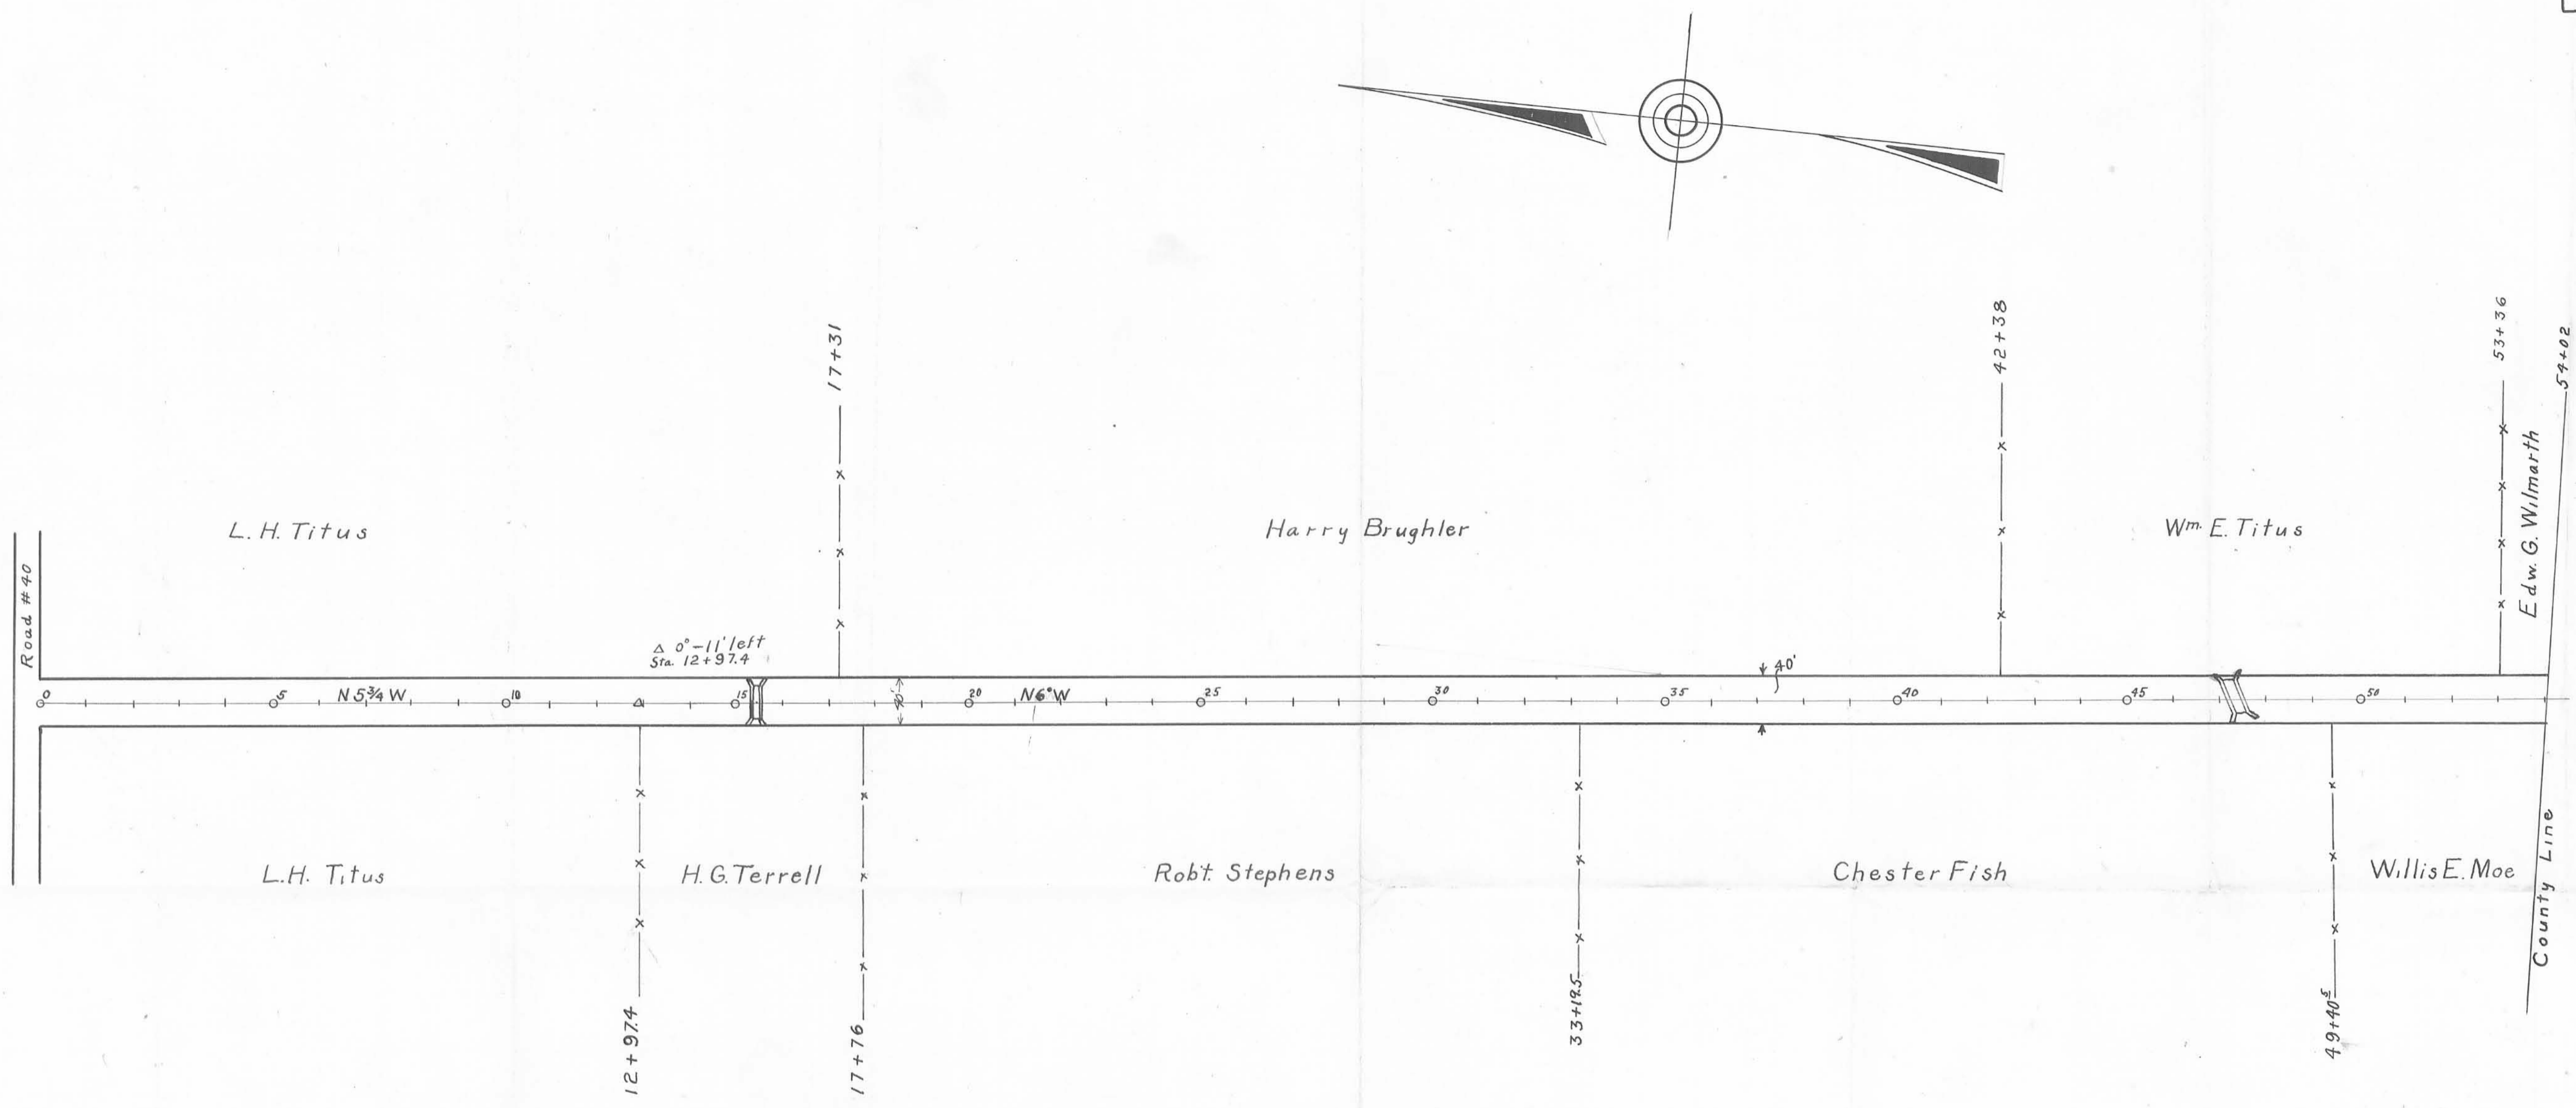 17+31
42+38
53+36
54+02
L. H. Titus
Harry Brughler
Wm. E. Titus
Edw. G. Wilmarth
Road #40
Δ 0°-11' left
Sta. 12+97.4
40'
0
5
N 5¾ W
10
15
40'
20
N 6° W
25
30
35
40
45
50
L.H. Titus
H. G. Terrell
Robt. Stephens
Chester Fish
Willis E. Moe
County Line
12+97.4
17+76
33+19.5
49+40⁵